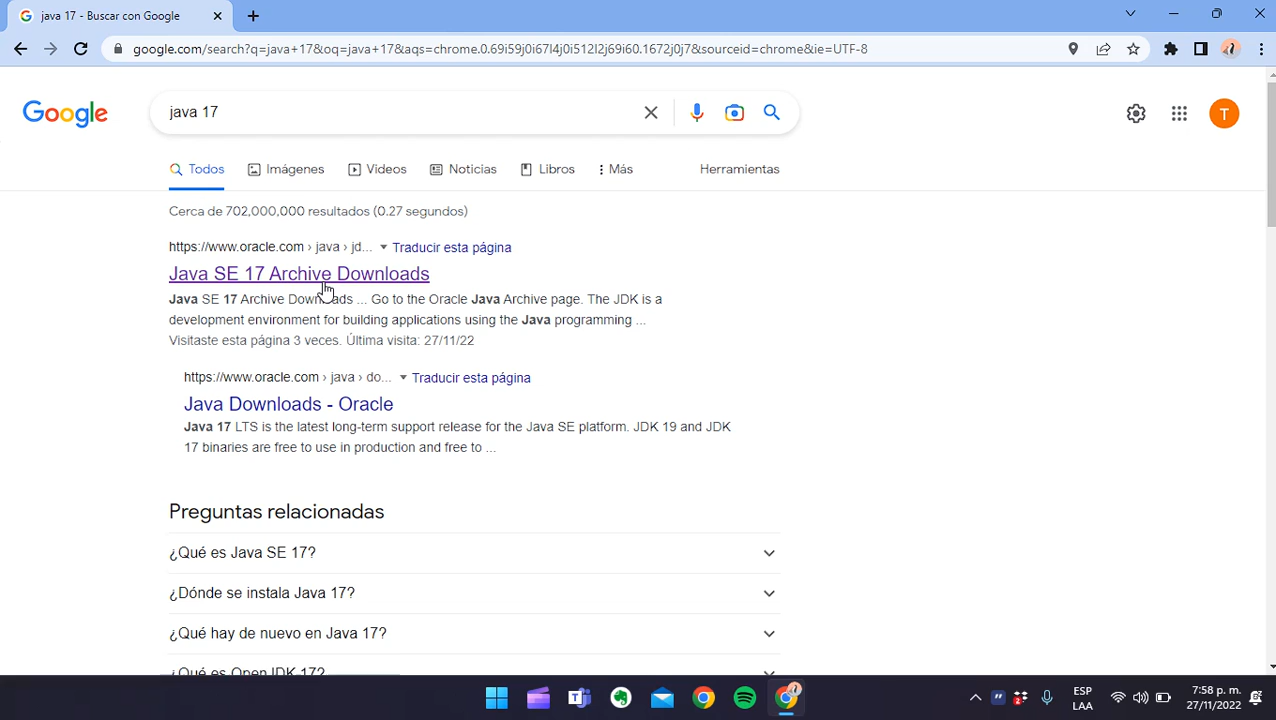 java 17 - Buscar con Google
google.com/search?q=java+17&oq=java+17&aqs=chrome.0.69i59j0i67l4j0i512l2j69i60.1672j0j7&sourceid=chrome&ie=UTF-8
Google
java 17
T
Todos Imágenes Videos Noticias Libros Más Herramientas
Cerca de 702,000,000 resultados (0.27 segundos)
https://www.oracle.com › java › jd... Traducir esta página
Java SE 17 Archive Downloads
Java SE 17 Archive Downloads ... Go to the Oracle Java Archive page. The JDK is a
development environment for building applications using the Java programming ...
Visitaste esta página 3 veces. Última visita: 27/11/22
https://www.oracle.com › java › do... Traducir esta página
Java Downloads - Oracle
Java 17 LTS is the latest long-term support release for the Java SE platform. JDK 19 and JDK
17 binaries are free to use in production and free to ...
Preguntas relacionadas
¿Qué es Java SE 17?
¿Dónde se instala Java 17?
¿Qué hay de nuevo en Java 17?
¿Qué es OpenJDK 17?
ESP
LAA
7:58 p. m.
27/11/2022